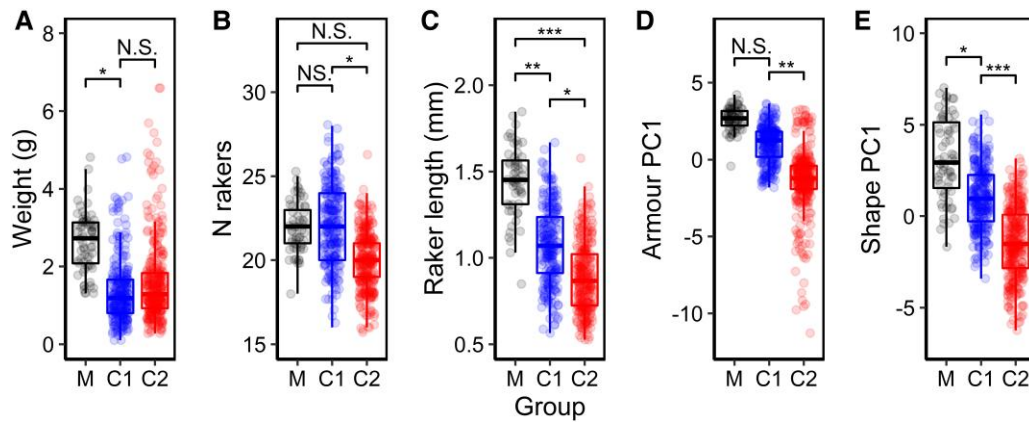 A
Weight (g)
8
6
4
2
0
N.S.
*
M C1 C2
B
N rakers
30
25
20
15
N.S.
NS.
*
M C1 C2
C
Raker length (mm)
2.0
1.5
1.0
0.5
***
**
*
M C1 C2
D
Armour PC1
5
0
-5
-10
N.S.
**
M C1 C2
E
Shape PC1
10
5
0
-5
*
***
M C1 C2
Group